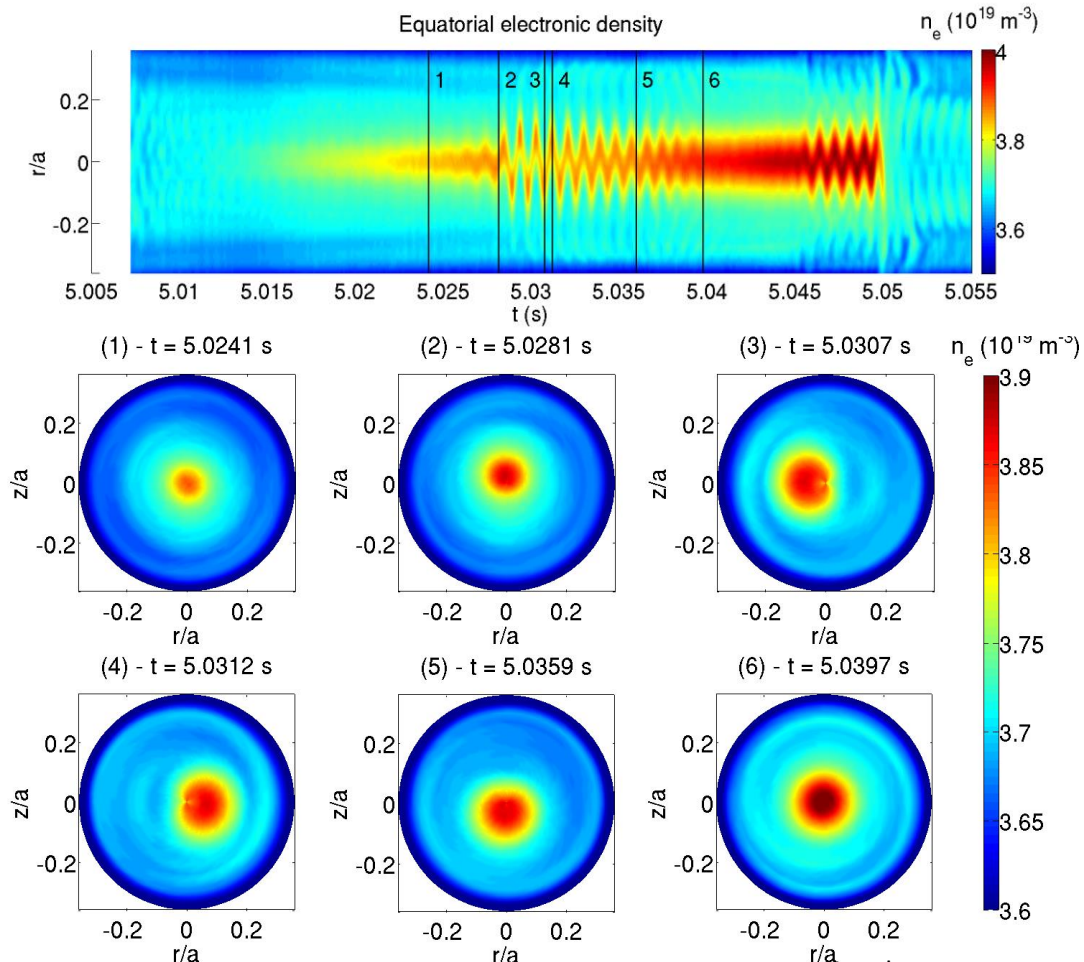 Equatorial electronic density
n_e (10^19 m^-3)
4
3.8
3.6
r/a
0.2
0
-0.2
1 2 3 4 5 6
5.005 5.01 5.015 5.02 5.025 5.03 5.035 5.04 5.045 5.05 5.055
t (s)
(1) - t = 5.0241 s
(2) - t = 5.0281 s
(3) - t = 5.0307 s
n_e (10^19 m^-3)
z/a
0.2
0
-0.2
-0.2 0 0.2
r/a
z/a
0.2
0
-0.2
-0.2 0 0.2
r/a
z/a
0.2
0
-0.2
-0.2 0 0.2
r/a
(4) - t = 5.0312 s
(5) - t = 5.0359 s
(6) - t = 5.0397 s
z/a
0.2
0
-0.2
-0.2 0 0.2
r/a
z/a
0.2
0
-0.2
-0.2 0 0.2
r/a
z/a
0.2
0
-0.2
-0.2 0 0.2
r/a
3.9
3.85
3.8
3.75
3.7
3.65
3.6